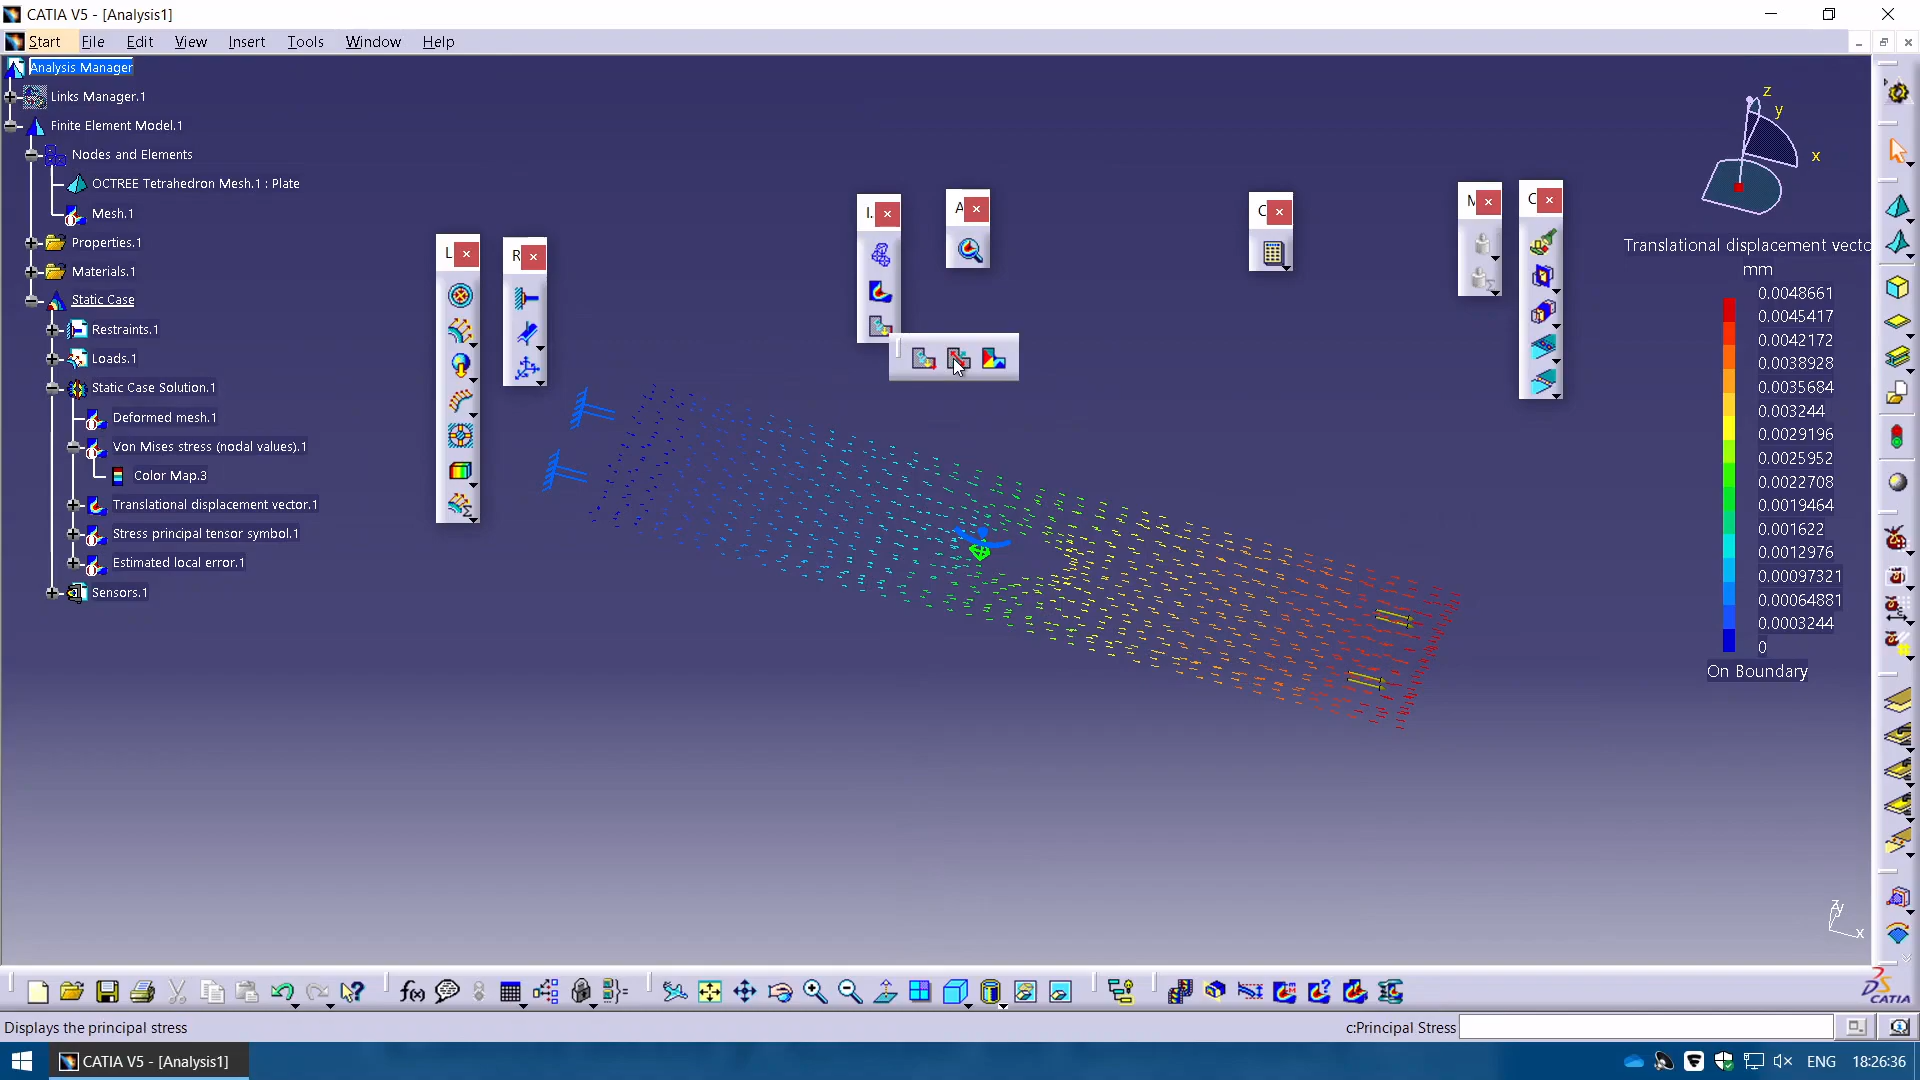 CATIA V5 - [Analysis1]
Start File Edit View Insert Tools Window Help
Analysis Manager
Links Manager.1
Finite Element Model.1
Nodes and Elements
OCTREE Tetrahedron Mesh.1 : Plate
Mesh.1
Properties.1
Materials.1
Static Case
Restraints.1
Loads.1
Static Case Solution.1
Deformed mesh.1
Von Mises stress (nodal values).1
Color Map.3
Translational displacement vector.1
Stress principal tensor symbol.1
Estimated local error.1
Sensors.1
L
R
I.
A
C
C
z
y
x
Translational displacement vecto
mm
0.0048661
0.0045417
0.0042172
0.0038928
0.0035684
0.003244
0.0029196
0.0025952
0.0022708
0.0019464
0.001622
0.0012976
0.00097321
0.00064881
0.0003244
0
On Boundary
z y
x
f(x)
CATIA
Displays the principal stress
c:Principal Stress
CATIA V5 - [Analysis1]
ENG
18:26:36